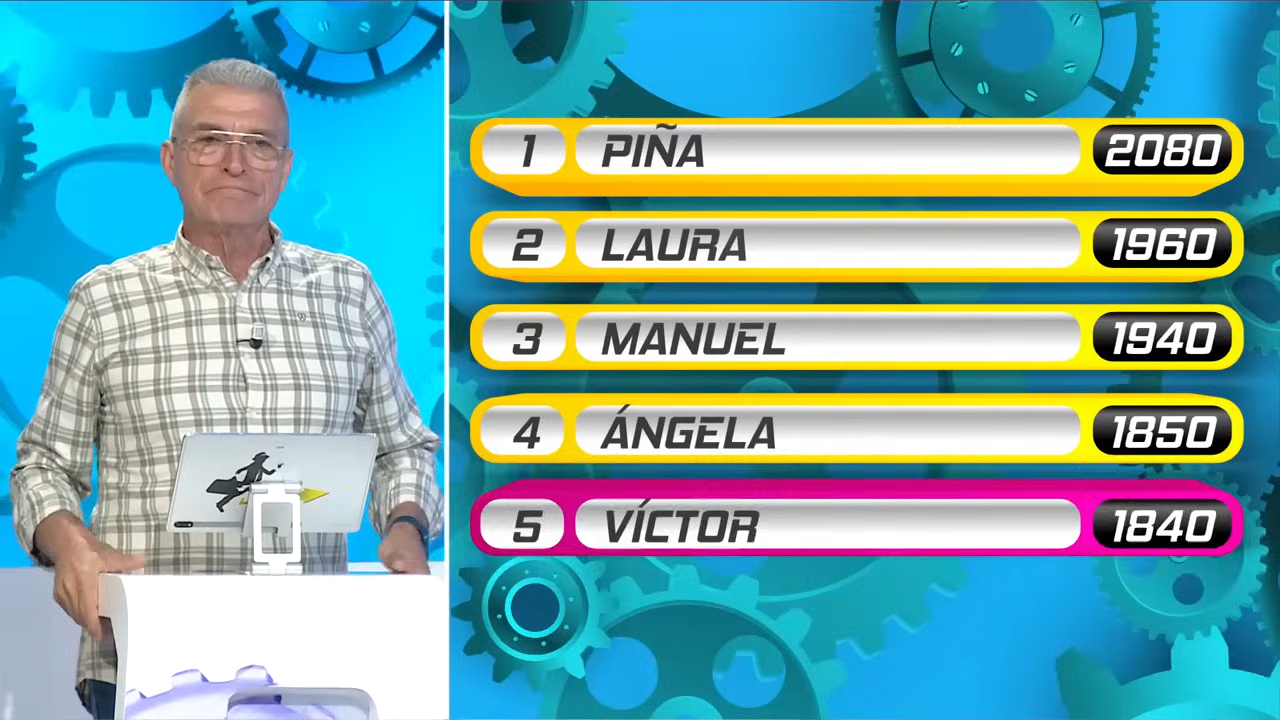 1 PIÑA 2080
2 LAURA 1960
3 MANUEL 1940
4 ÁNGELA 1850
5 VÍCTOR 1840